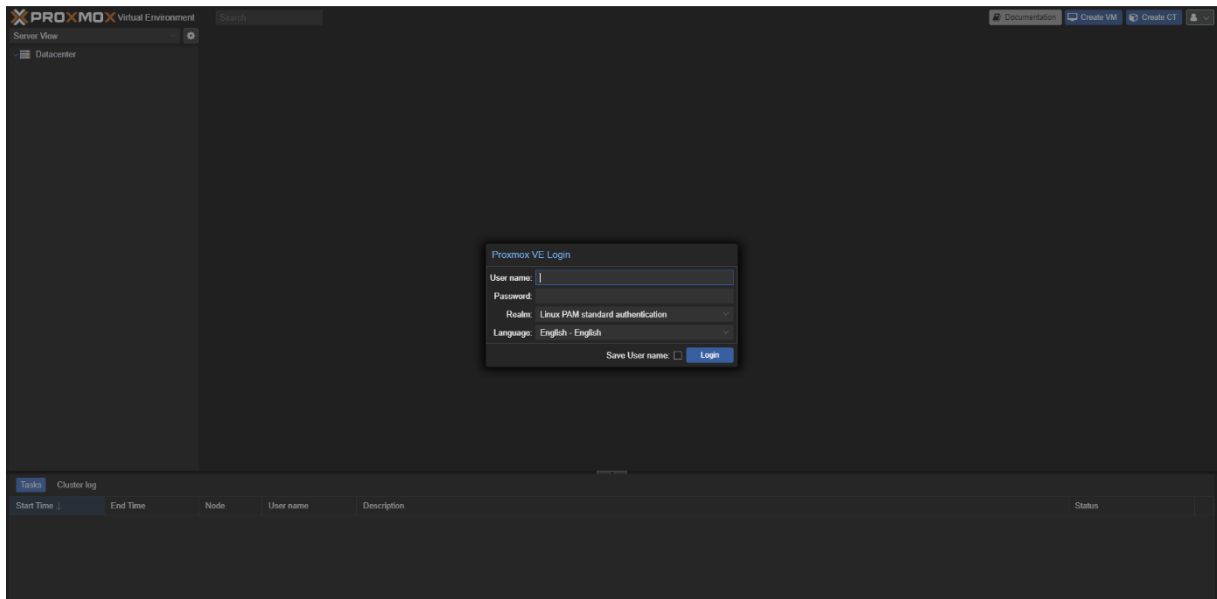 PROXMOX Virtual Environment Search Documentation Create VM Create CT
Server View
Datacenter
Proxmox VE Login
User name:
Password:
Realm: Linux PAM standard authentication
Language: English - English
Save User name: Login
Tasks Cluster log
Start Time End Time Node User name Description Status